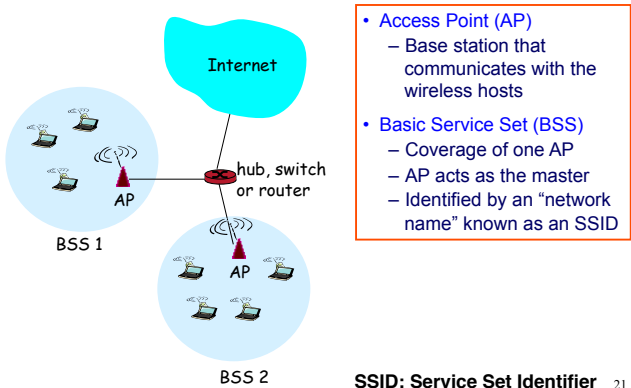 Internet
hub, switch
or router
AP
BSS 1
AP
BSS 2
• Access Point (AP)
– Base station that
communicates with the
wireless hosts
• Basic Service Set (BSS)
– Coverage of one AP
– AP acts as the master
– Identified by an “network
name” known as an SSID
SSID: Service Set Identifier 21